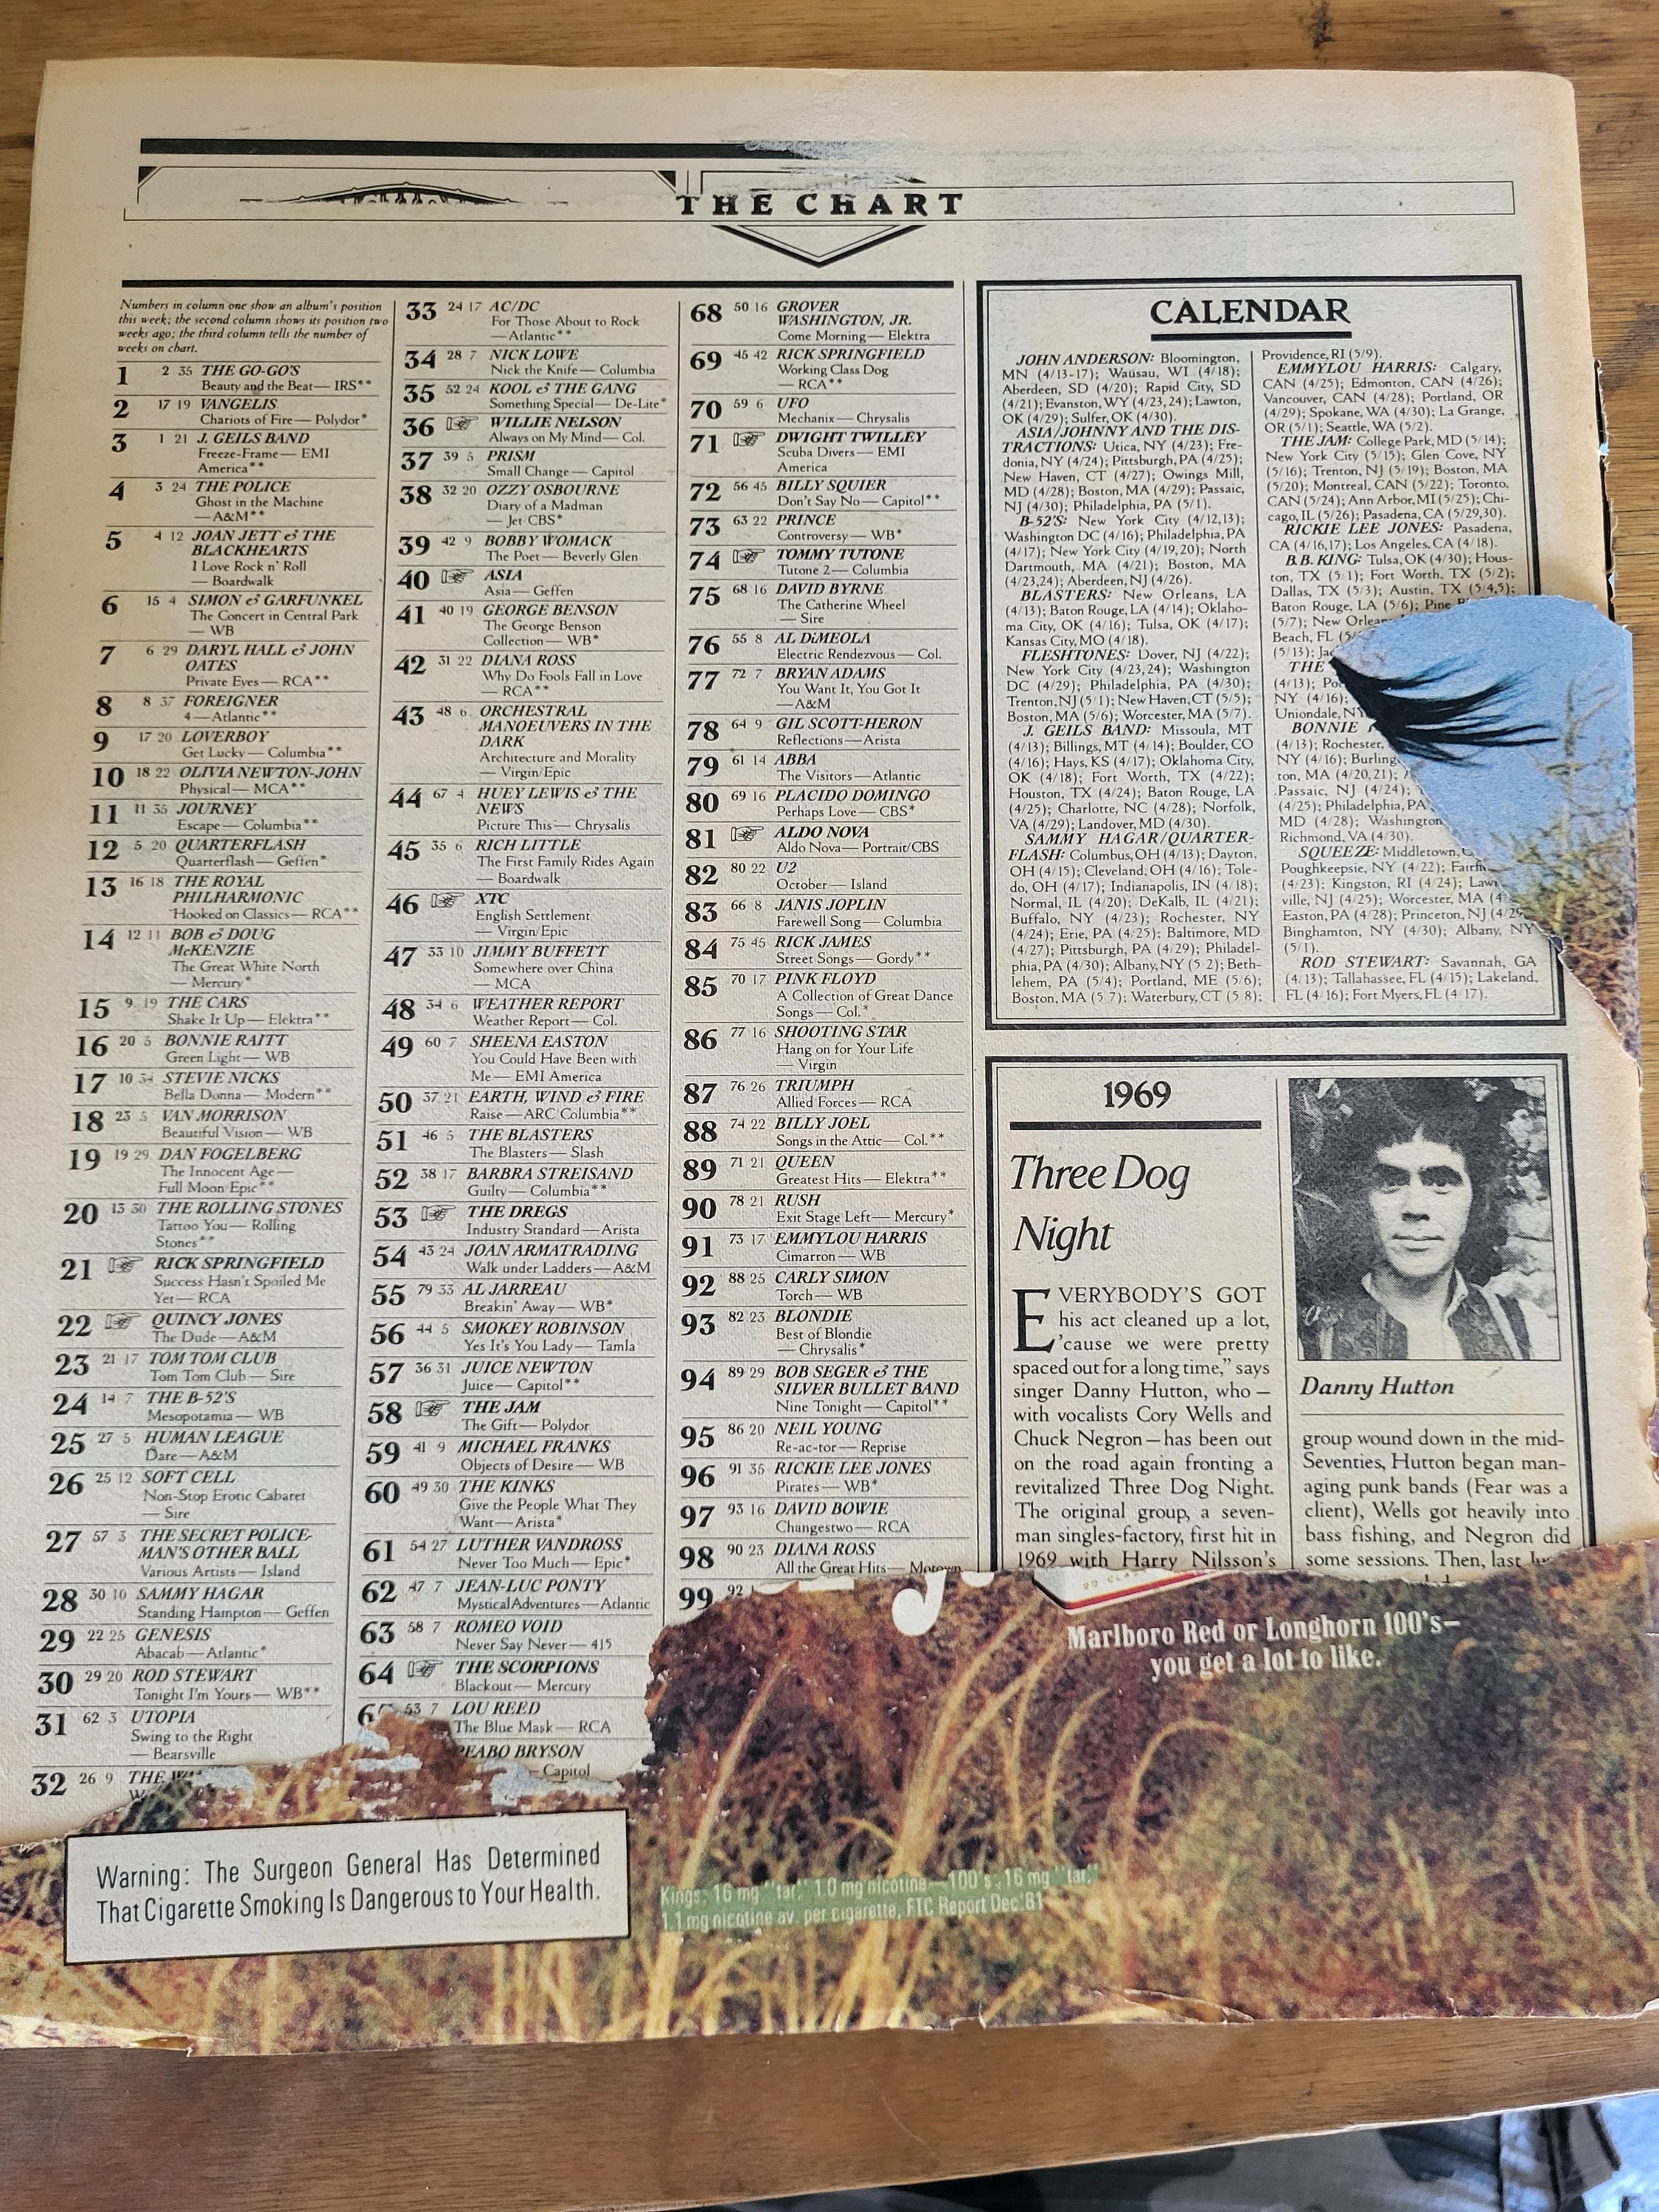 THE CHART
Numbers in column one show an album's position
this week; the second column shows its position two
weeks ago; the third column tells the number of
weeks on chart.
1 2 35 THE GO-GO'S
Beauty and the Beat— IRS**
2 17 19 VANGELIS
Chariots of Fire — Polydor*
3 1 21 J. GEILS BAND
Freeze-Frame— EMI
America**
4 3 24 THE POLICE
Ghost in the Machine
— A&M**
5 4 12 JOAN JETT & THE
BLACKHEARTS
I Love Rock n' Roll
— Boardwalk
6 15 4 SIMON & GARFUNKEL
The Concert in Central Park
— WB
7 6 29 DARYL HALL & JOHN
OATES
Private Eyes— RCA**
8 8 37 FOREIGNER
4—Atlantic**
9 17 20 LOVERBOY
Get Lucky— Columbia**
10 18 22 OLIVIA NEWTON-JOHN
Physical— MCA**
11 11 35 JOURNEY
Escape— Columbia**
12 5 20 QUARTERFLASH
Quarterflash— Geffen*
13 16 18 THE ROYAL
PHILHARMONIC
Hooked on Classics— RCA**
14 12 11 BOB & DOUG
McKENZIE
The Great White North
— Mercury*
15 9 19 THE CARS
Shake It Up— Elektra**
16 20 5 BONNIE RAITT
Green Light— WB
17 10 34 STEVIE NICKS
Bella Donna— Modern**
18 23 5 VAN MORRISON
Beautiful Vision— WB
19 19 29 DAN FOGELBERG
The Innocent Age—
Full Moon/Epic**
20 13 30 THE ROLLING STONES
Tattoo You— Rolling
Stones**
21 RICK SPRINGFIELD
Success Hasn't Spoiled Me
Yet— RCA
22 QUINCY JONES
The Dude—A&M
23 21 17 TOM TOM CLUB
Tom Tom Club— Sire
24 14 7 THE B-52'S
Mesopotamia— WB
25 27 5 HUMAN LEAGUE
Dare—A&M
26 25 12 SOFT CELL
Non-Stop Erotic Cabaret
— Sire
27 57 3 THE SECRET POLICE-
MAN'S OTHER BALL
Various Artists— Island
28 30 10 SAMMY HAGAR
Standing Hampton— Geffen
29 22 25 GENESIS
Abacab— Atlantic*
30 29 20 ROD STEWART
Tonight I'm Yours— WB**
31 62 3 UTOPIA
Swing to the Right
— Bearsville
32 26 9 THE
33 24 17 AC/DC
For Those About to Rock
—Atlantic**
34 28 7 NICK LOWE
Nick the Knife— Columbia
35 52 24 KOOL & THE GANG
Something Special— De-Lite*
36 WILLIE NELSON
Always on My Mind— Col.
37 39 5 PRISM
Small Change— Capitol
38 32 20 OZZY OSBOURNE
Diary of a Madman
— Jet CBS*
39 42 9 BOBBY WOMACK
The Poet— Beverly Glen
40 ASIA
Asia— Geffen
41 40 19 GEORGE BENSON
The George Benson
Collection— WB*
42 31 22 DIANA ROSS
Why Do Fools Fall in Love
— RCA**
43 48 6 ORCHESTRAL
MANOEUVERS IN THE
DARK
Architecture and Morality
— Virgin/Epic
44 67 4 HUEY LEWIS & THE
NEWS
Picture This— Chrysalis
45 35 6 RICH LITTLE
The First Family Rides Again
— Boardwalk
46 XTC
English Settlement
— Virgin/Epic
47 33 10 JIMMY BUFFETT
Somewhere over China
— MCA
48 34 6 WEATHER REPORT
Weather Report— Col.
49 60 7 SHEENA EASTON
You Could Have Been with
Me— EMI America
50 37 21 EARTH, WIND & FIRE
Raise— ARC Columbia**
51 46 5 THE BLASTERS
The Blasters— Slash
52 38 17 BARBRA STREISAND
Guilty— Columbia**
53 THE DREGS
Industry Standard—Arista
54 43 24 JOAN ARMATRADING
Walk under Ladders—A&M
55 79 33 AL JARREAU
Breakin' Away— WB*
56 44 5 SMOKEY ROBINSON
Yes It's You Lady—Tamla
57 36 31 JUICE NEWTON
Juice— Capitol**
58 THE JAM
The Gift— Polydor
59 41 9 MICHAEL FRANKS
Objects of Desire— WB
60 49 30 THE KINKS
Give the People What They
Want—Arista*
61 54 27 LUTHER VANDROSS
Never Too Much— Epic*
62 47 7 JEAN-LUC PONTY
Mystical Adventures—Atlantic
63 58 7 ROMEO VOID
Never Say Never— 415
64 THE SCORPIONS
Blackout— Mercury
53 7 LOU REED
The Blue Mask— RCA
PEABO BRYSON
— Capitol
68 50 16 GROVER
WASHINGTON, JR.
Come Morning— Elektra
69 45 42 RICK SPRINGFIELD
Working Class Dog
— RCA**
70 59 6 UFO
Mechanix— Chrysalis
71 DWIGHT TWILLEY
Scuba Divers— EMI
America
72 56 45 BILLY SQUIER
Don't Say No—Capitol**
73 63 22 PRINCE
Controversy— WB*
74 TOMMY TUTONE
Tutone 2— Columbia
75 68 16 DAVID BYRNE
The Catherine Wheel
— Sire
76 55 8 AL DiMEOLA
Electric Rendezvous— Col.
77 72 7 BRYAN ADAMS
You Want It, You Got It
—A&M
78 64 9 GIL SCOTT-HERON
Reflections—Arista
79 61 14 ABBA
The Visitors—Atlantic
80 69 16 PLACIDO DOMINGO
Perhaps Love— CBS*
81 ALDO NOVA
Aldo Nova— Portrait/CBS
82 80 22 U2
October— Island
83 66 8 JANIS JOPLIN
Farewell Song—Columbia
84 75 45 RICK JAMES
Street Songs— Gordy**
85 70 17 PINK FLOYD
A Collection of Great Dance
Songs— Col.*
86 77 16 SHOOTING STAR
Hang on for Your Life
— Virgin
87 76 26 TRIUMPH
Allied Forces— RCA
88 74 22 BILLY JOEL
Songs in the Attic— Col.**
89 71 21 QUEEN
Greatest Hits— Elektra**
90 78 21 RUSH
Exit Stage Left— Mercury*
91 73 17 EMMYLOU HARRIS
Cimarron— WB
92 88 25 CARLY SIMON
Torch— WB
93 82 23 BLONDIE
Best of Blondie
— Chrysalis*
94 89 29 BOB SEGER & THE
SILVER BULLET BAND
Nine Tonight— Capitol**
95 86 20 NEIL YOUNG
Re-ac-tor— Reprise
96 91 35 RICKIE LEE JONES
Pirates— WB*
97 93 16 DAVID BOWIE
Changestwo— RCA
98 90 23 DIANA ROSS
All the Great Hits— Motown
99 92
CALENDAR
JOHN ANDERSON: Bloomington,
MN (4/13-17); Wausau, WI (4/18);
Aberdeen, SD (4/20); Rapid City, SD
(4/21); Evanston, WY (4/23,24); Lawton,
OK (4/29); Sulfer, OK (4/30).
ASIA/JOHNNY AND THE DIS-
TRACTIONS: Utica, NY (4/23); Fre-
donia, NY (4/24); Pittsburgh, PA (4/25);
New Haven, CT (4/27); Owings Mill,
MD (4/28); Boston, MA (4/29); Passaic,
NJ (4/30); Philadelphia, PA (5/1).
B-52'S: New York City (4/12,13);
Washington DC (4/16); Philadelphia, PA
(4/17); New York City (4/19,20); North
Dartmouth, MA (4/21); Boston, MA
(4/23,24); Aberdeen, NJ (4/26).
BLASTERS: New Orleans, LA
(4/13); Baton Rouge, LA (4/14); Oklaho-
ma City, OK (4/16); Tulsa, OK (4/17);
Kansas City, MO (4/18).
FLESHTONES: Dover, NJ (4/22);
New York City (4/23,24); Washington
DC (4/29); Philadelphia, PA (4/30);
Trenton, NJ (5/1); New Haven, CT (5/5);
Boston, MA (5/6); Worcester, MA (5/7).
J. GEILS BAND: Missoula, MT
(4/13); Billings, MT (4/14); Boulder, CO
(4/16); Hays, KS (4/17); Oklahoma City,
OK (4/18); Fort Worth, TX (4/22);
Houston, TX (4/24); Baton Rouge, LA
(4/25); Charlotte, NC (4/28); Norfolk,
VA (4/29); Landover, MD (4/30).
SAMMY HAGAR/QUARTER-
FLASH: Columbus, OH (4/13); Dayton,
OH (4/15); Cleveland, OH (4/16); Tole-
do, OH (4/17); Indianapolis, IN (4/18);
Normal, IL (4/20); DeKalb, IL (4/21);
Buffalo, NY (4/23); Rochester, NY
(4/24); Erie, PA (4/25); Baltimore, MD
(4/27); Pittsburgh, PA (4/29); Philadel-
phia, PA (4/30); Albany, NY (5/2); Beth-
lehem, PA (5/4); Portland, ME (5/6);
Boston, MA (5/7); Waterbury, CT (5/8);
Providence, RI (5/9).
EMMYLOU HARRIS: Calgary,
CAN (4/25); Edmonton, CAN (4/26);
Vancouver, CAN (4/28); Portland, OR
(4/29); Spokane, WA (4/30); La Grange,
OR (5/1); Seattle, WA (5/2).
THE JAM: College Park, MD (5/14);
New York City (5/15); Glen Cove, NY
(5/16); Trenton, NJ (5/19); Boston, MA
(5/20); Montreal, CAN (5/22); Toronto,
CAN (5/24); Ann Arbor, MI (5/25); Chi-
cago, IL (5/26); Pasadena, CA (5/29,30).
RICKIE LEE JONES: Pasadena,
CA (4/16,17); Los Angeles, CA (4/18).
B.B. KING: Tulsa, OK (4/30); Hous-
ton, TX (5/1); Fort Worth, TX (5/2);
Dallas, TX (5/3); Austin, TX (5/4,5);
Baton Rouge, LA (5/6); Pine
(5/7); New Orlean
Beach, FL
(5/13);
THE
(4/13);
NY (4/16);
Uniondale, NY
BONNIE
(4/13); Rochester,
NY (4/16); Burling
ton, MA (4/20,21);
Passaic, NJ (4/24);
(4/25); Philadelphia, PA
MD (4/28); Washington
Richmond, VA (4/30).
SQUEEZE: Middletown,
Poughkeepsie, NY (4/22);
(4/23); Kingston, RI (4/24);
ville, NJ (4/25); Worcester, MA
Easton, PA (4/28); Princeton, NJ (4/29
Binghamton, NY (4/30); Albany, NY
(5/1).
ROD STEWART: Savannah, GA
(4/13); Tallahassee, FL (4/15); Lakeland,
FL (4/16); Fort Myers, FL (4/17).
1969
Three Dog
Night
EVERYBODY'S GOT
his act cleaned up a lot,
'cause we were pretty
spaced out for a long time," says
singer Danny Hutton, who —
with vocalists Cory Wells and
Chuck Negron — has been out
on the road again fronting a
revitalized Three Dog Night.
The original group, a seven-
man singles-factory, first hit in
1969 with Harry Nilsson's
Danny Hutton
group wound down in the mid-
Seventies, Hutton began man-
aging punk bands (Fear was a
client), Wells got heavily into
bass fishing, and Negron did
some sessions. Then, last
Marlboro Red or Longhorn 100's—
you get a lot to like.
Warning: The Surgeon General Has Determined
That Cigarette Smoking Is Dangerous to Your Health.
Kings: 16 mg "tar," 1.0 mg nicotine—100's: 16 mg "tar,"
1.1 mg nicotine av. per cigarette, FTC Report Dec.'81